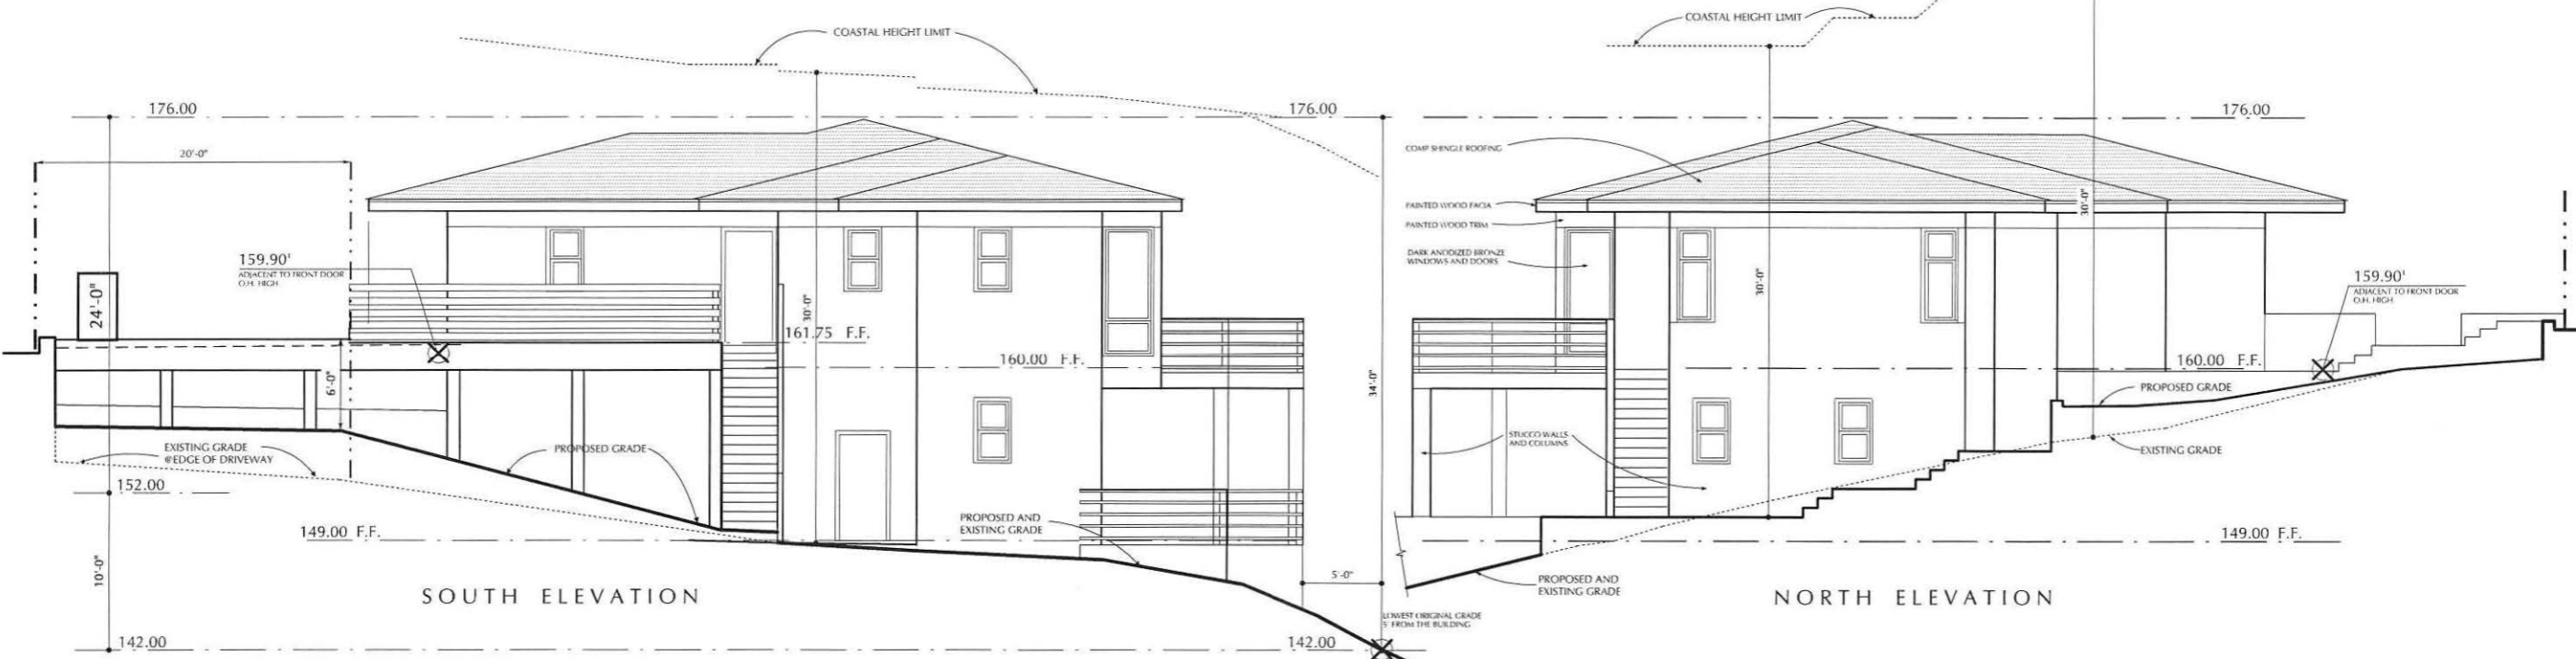 COASTAL HEIGHT LIMIT
176.00
176.00
20'-0"
159.90'
ADJACENT TO FRONT DOOR
O.H. HIGH
24'-0"
30'-0"
161.75 F.F.
160.00 F.F.
6'-0"
EXISTING GRADE
@EDGE OF DRIVEWAY
PROPOSED GRADE
152.00
149.00 F.F.
PROPOSED AND
EXISTING GRADE
10'-0"
SOUTH ELEVATION
142.00
142.00
34'-0"
5'-0"
LOWEST ORIGINAL GRADE
5' FROM THE BUILDING
COASTAL HEIGHT LIMIT
176.00
COMP SHINGLE ROOFING
PAINTED WOOD FACIA
PAINTED WOOD TRIM
DARK ANODIZED BRONZE
WINDOWS AND DOORS
30'-0"
30'-0"
159.90'
ADJACENT TO FRONT DOOR
O.H. HIGH
160.00 F.F.
PROPOSED GRADE
STUCCO WALLS
AND COLUMNS
EXISTING GRADE
149.00 F.F.
PROPOSED AND
EXISTING GRADE
NORTH ELEVATION